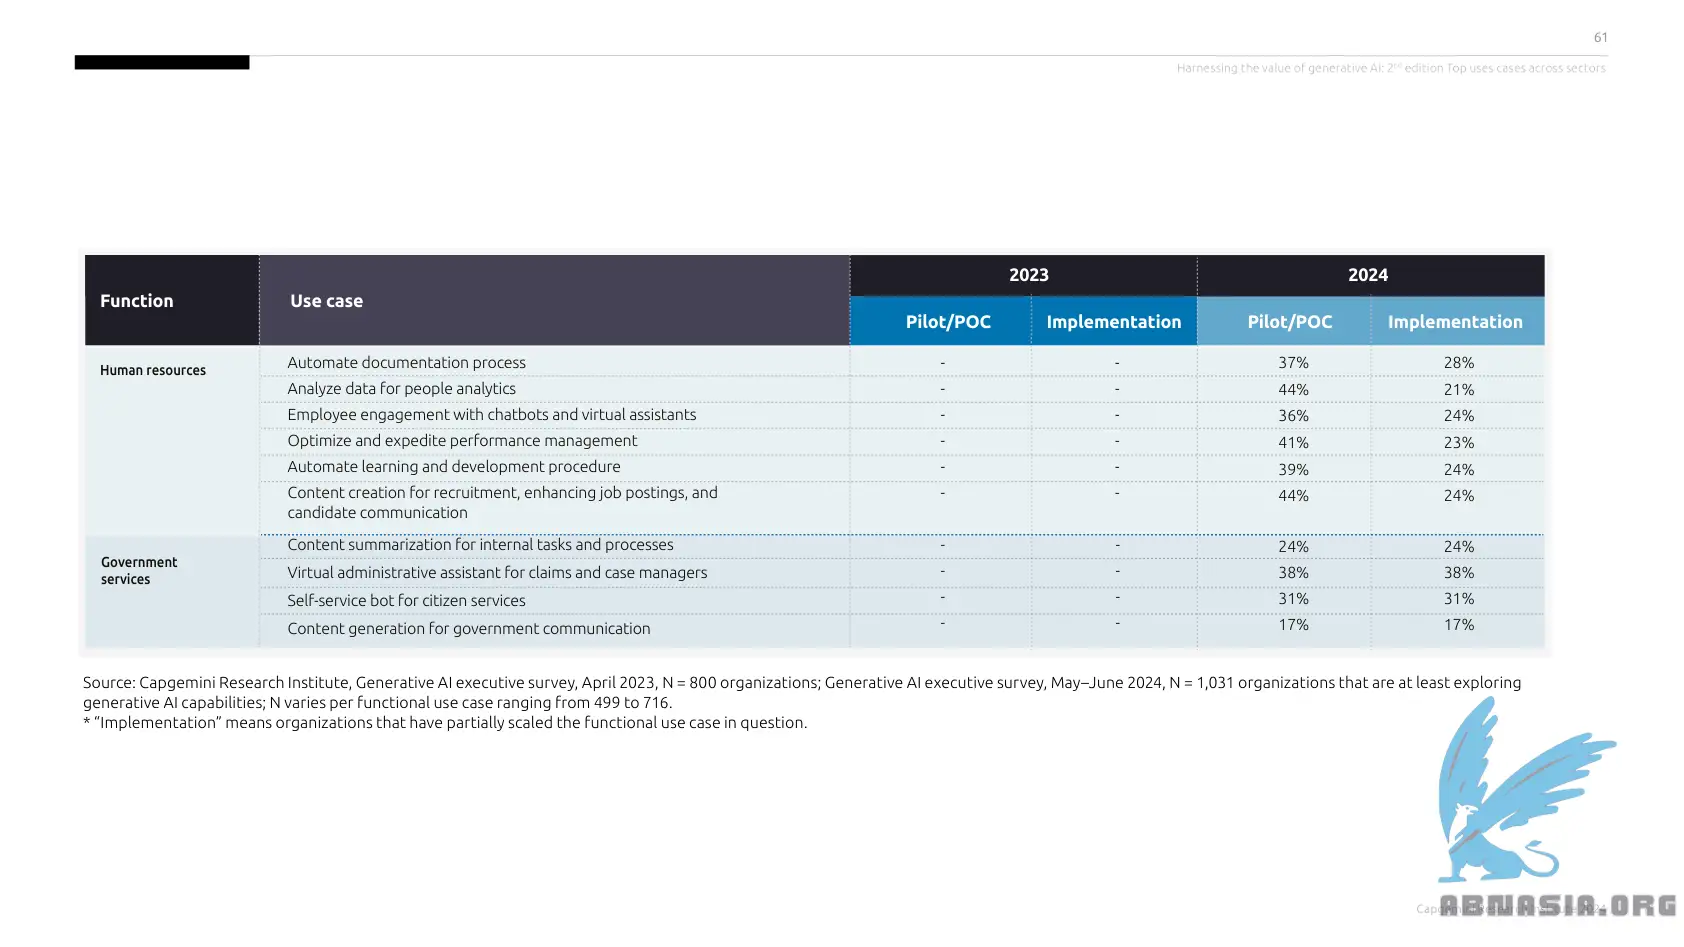 61
Harnessing the value of generative Ai: 2nd edition Top uses cases across sectors
Function Use case 2023 2024
Pilot/POC Implementation Pilot/POC Implementation
Human resources
Automate documentation process - - 37% 28%
Analyze data for people analytics - - 44% 21%
Employee engagement with chatbots and virtual assistants - - 36% 24%
Optimize and expedite performance management - - 41% 23%
Automate learning and development procedure - - 39% 24%
Content creation for recruitment, enhancing job postings, and - - 44% 24%
candidate communication
Government
services
Content summarization for internal tasks and processes - - 24% 24%
Virtual administrative assistant for claims and case managers - - 38% 38%
Self-service bot for citizen services - - 31% 31%
Content generation for government communication - - 17% 17%
Source: Capgemini Research Institute, Generative AI executive survey, April 2023, N = 800 organizations; Generative AI executive survey, May–June 2024, N = 1,031 organizations that are at least exploring
generative AI capabilities; N varies per functional use case ranging from 499 to 716.
* “Implementation” means organizations that have partially scaled the functional use case in question.
ABNASIA.ORG